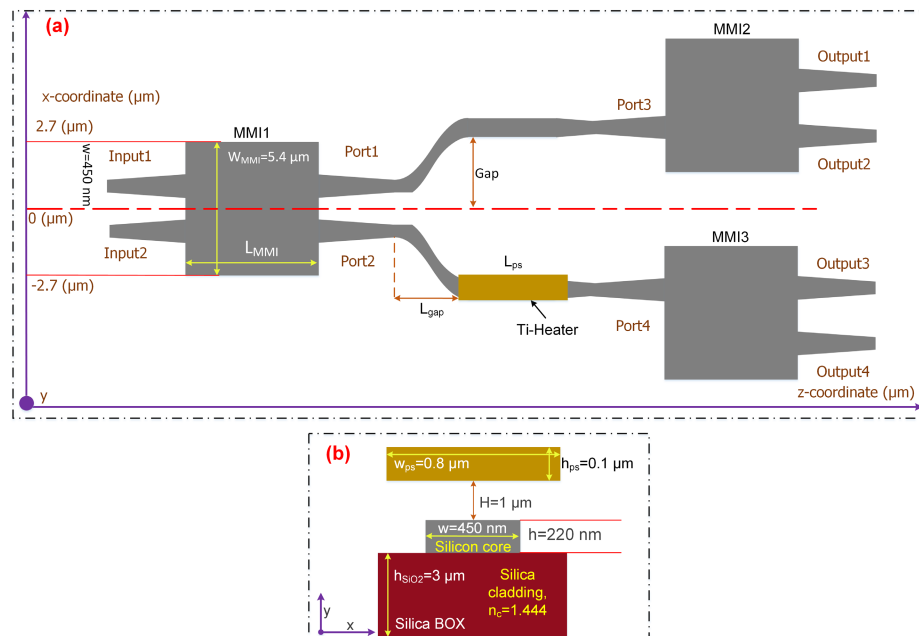 (a)
MMI2
Output1
x-coordinate (µm)
Port3
2.7 (µm)
MMI1
Input1
W_MMI=5.4 µm
Port1
w=450 nm
Gap
Output2
0 (µm)
MMI3
Input2
L_MMI
Port2
L_ps
Output3
-2.7 (µm)
L_gap
Ti-Heater
Port4
Output4
y
z-coordinate (µm)
(b)
w_ps=0.8 µm
h_ps=0.1 µm
H=1 µm
w=450 nm
h=220 nm
Silicon core
h_SiO2=3 µm
Silica
cladding,
n_c=1.444
y
Silica BOX
x